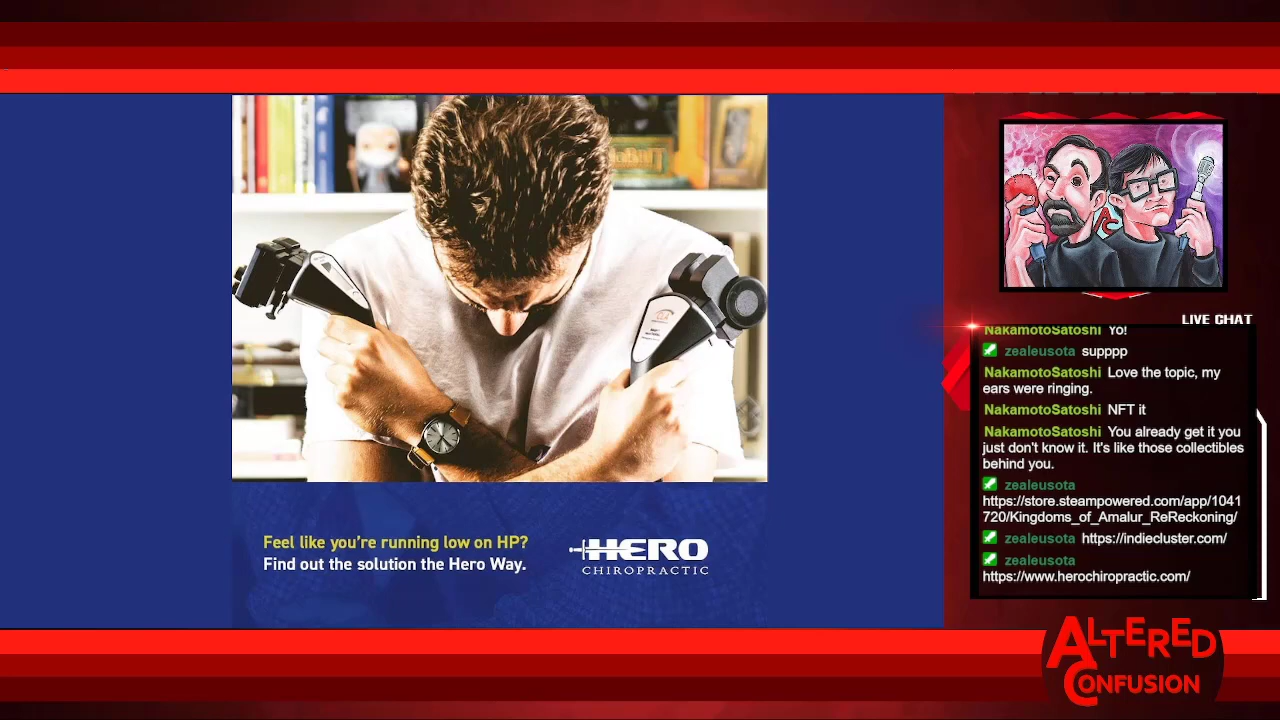 Feel like you're running low on HP?
Find out the solution the Hero Way.
HERO
CHIROPRACTIC
LIVE CHAT
NakamotoSatoshi Yo!
zealeusota supppp
NakamotoSatoshi Love the topic, my
ears were ringing.
NakamotoSatoshi NFT it
NakamotoSatoshi You already get it you
just don't know it. It's like those collectibles
behind you.
zealeusota
https://store.steampowered.com/app/1041
720/Kingdoms_of_Amalur_ReReckoning/
zealeusota https://indiecluster.com/
zealeusota
https://www.herochiropractic.com/
ALTERED
CONFUSION